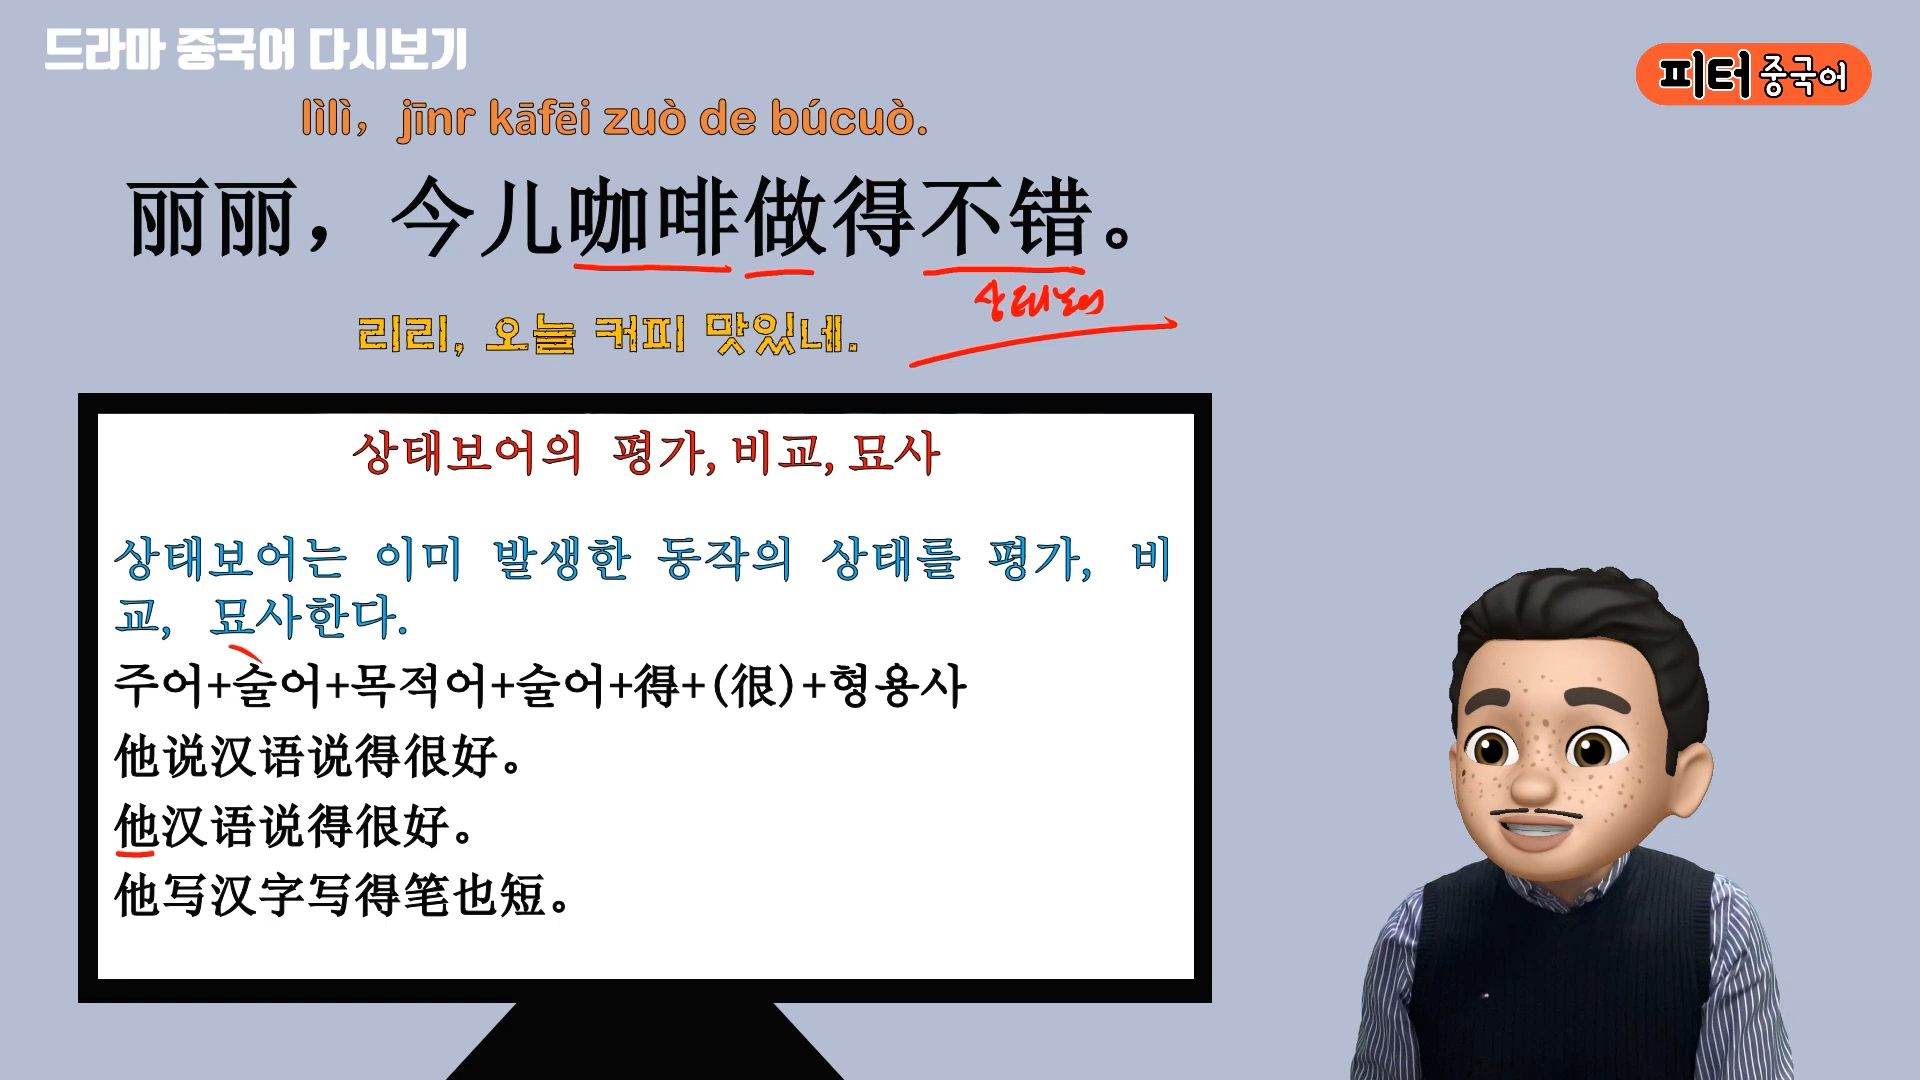 드라마 중국어 다시보기
피터 중국어
lìlì，jīnr kāfēi zuò de búcuò.
丽丽，今儿咖啡做得不错。
상태보어
리리, 오늘 커피 맛있네.
상태보어의 평가, 비교, 묘사
상태보어는 이미 발생한 동작의 상태를 평가, 비
교, 묘사한다.
주어+술어+목적어+술어+得+(很)+형용사
他说汉语说得很好。
他汉语说得很好。
他写汉字写得笔也短。